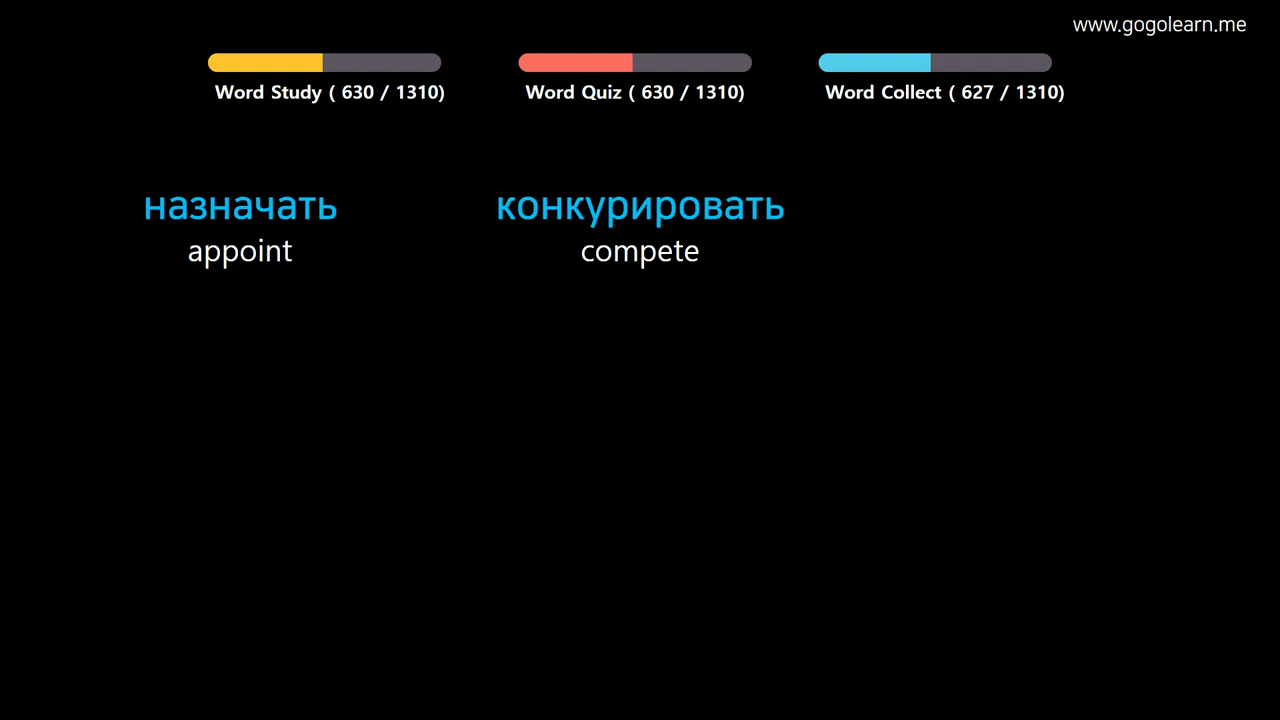 www.gogolearn.me
Word Study ( 630 / 1310)
Word Quiz ( 630 / 1310)
Word Collect ( 627 / 1310)
назначать
appoint
конкурировать
compete